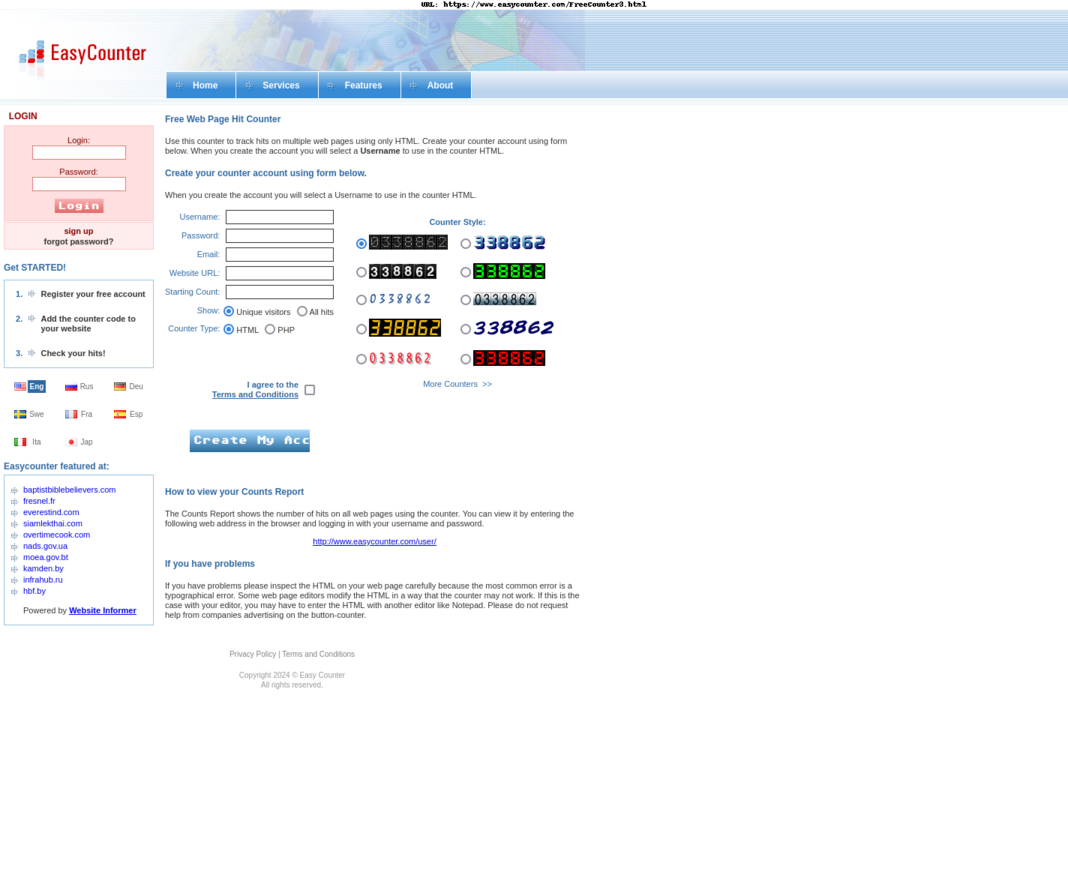 URL: https://www.easycounter.com/FreeCounter3.html
EasyCounter
Home
Services
Features
About
LOGIN
Login:
Password:
Login
sign up
forgot password?
Get STARTED!
1. Register your free account
2. Add the counter code to
your website
3. Check your hits!
Eng
Rus
Deu
Swe
Fra
Esp
Ita
Jap
Easycounter featured at:
baptistbiblebelievers.com
fresnel.fr
everestind.com
siamlekthai.com
overtimecook.com
nads.gov.ua
moea.gov.bt
kamden.by
infrahub.ru
hbf.by
Powered by Website Informer
Free Web Page Hit Counter
Use this counter to track hits on multiple web pages using only HTML. Create your counter account using form
below. When you create the account you will select a Username to use in the counter HTML.
Create your counter account using form below.
When you create the account you will select a Username to use in the counter HTML.
Username:
Password:
Email:
Website URL:
Starting Count:
Show: Unique visitors All hits
Counter Type: HTML PHP
I agree to the
Terms and Conditions
Counter Style:
0338862
338862
338862
338862
0338862
0338862
338862
338862
0338862
338862
More Counters >>
Create My Acc
How to view your Counts Report
The Counts Report shows the number of hits on all web pages using the counter. You can view it by entering the
following web address in the browser and logging in with your username and password.
http://www.easycounter.com/user/
If you have problems
If you have problems please inspect the HTML on your web page carefully because the most common error is a
typographical error. Some web page editors modify the HTML in a way that the counter may not work. If this is the
case with your editor, you may have to enter the HTML with another editor like Notepad. Please do not request
help from companies advertising on the button-counter.
Privacy Policy | Terms and Conditions
Copyright 2024 © Easy Counter
All rights reserved.